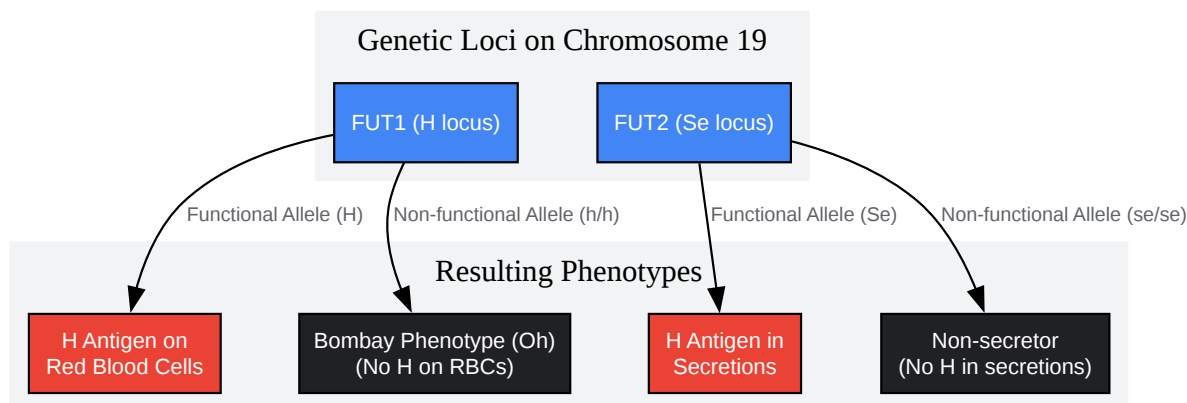 Genetic Loci on Chromosome 19
FUT1 (H locus)
FUT2 (Se locus)
Functional Allele (H)
Non-functional Allele (h/h)
Functional Allele (Se)
Non-functional Allele (se/se)
Resulting Phenotypes
H Antigen on
Red Blood Cells
Bombay Phenotype (Oh)
(No H on RBCs)
H Antigen in
Secretions
Non-secretor
(No H in secretions)